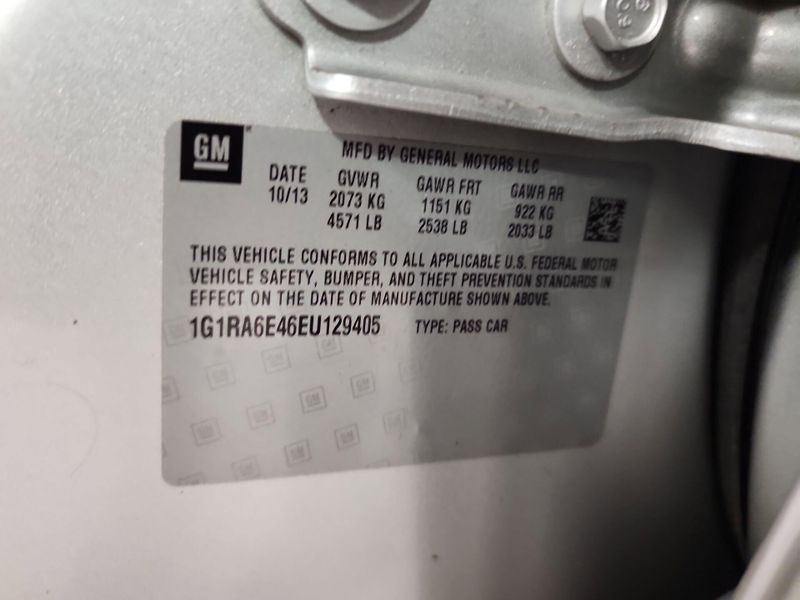 GM
MFD BY GENERAL MOTORS LLC
DATE GVWR GAWR FRT GAWR RR
10/13 2073 KG 1151 KG 922 KG
4571 LB 2538 LB 2033 LB
THIS VEHICLE CONFORMS TO ALL APPLICABLE U.S. FEDERAL MOTOR
VEHICLE SAFETY, BUMPER, AND THEFT PREVENTION STANDARDS IN
EFFECT ON THE DATE OF MANUFACTURE SHOWN ABOVE.
1G1RA6E46EU129405 TYPE: PASS CAR